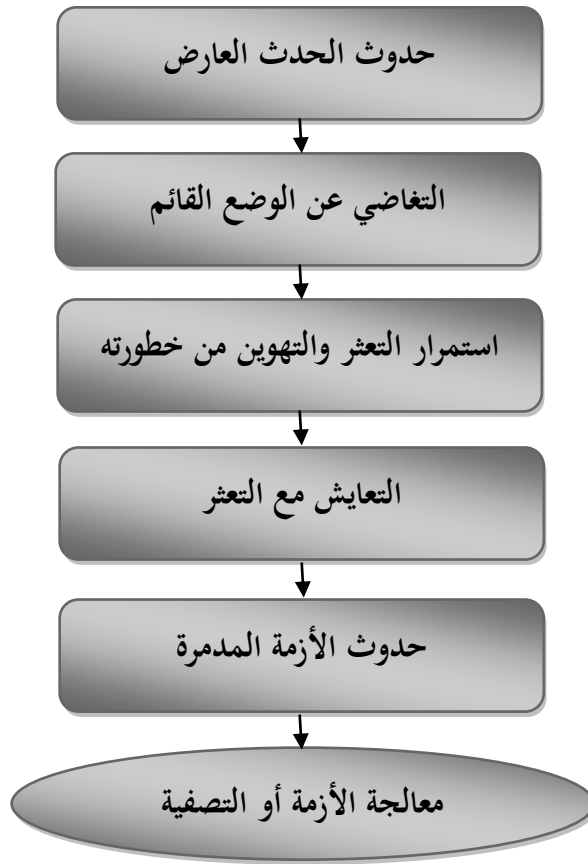 حدوث الحدث العارض
التغاضي عن الوضع القائم
استمرار التعثر والتهوين من خطورته
التعايش مع التعثر
حدوث الأزمة المدمرة
معالجة الأزمة أو التصفية